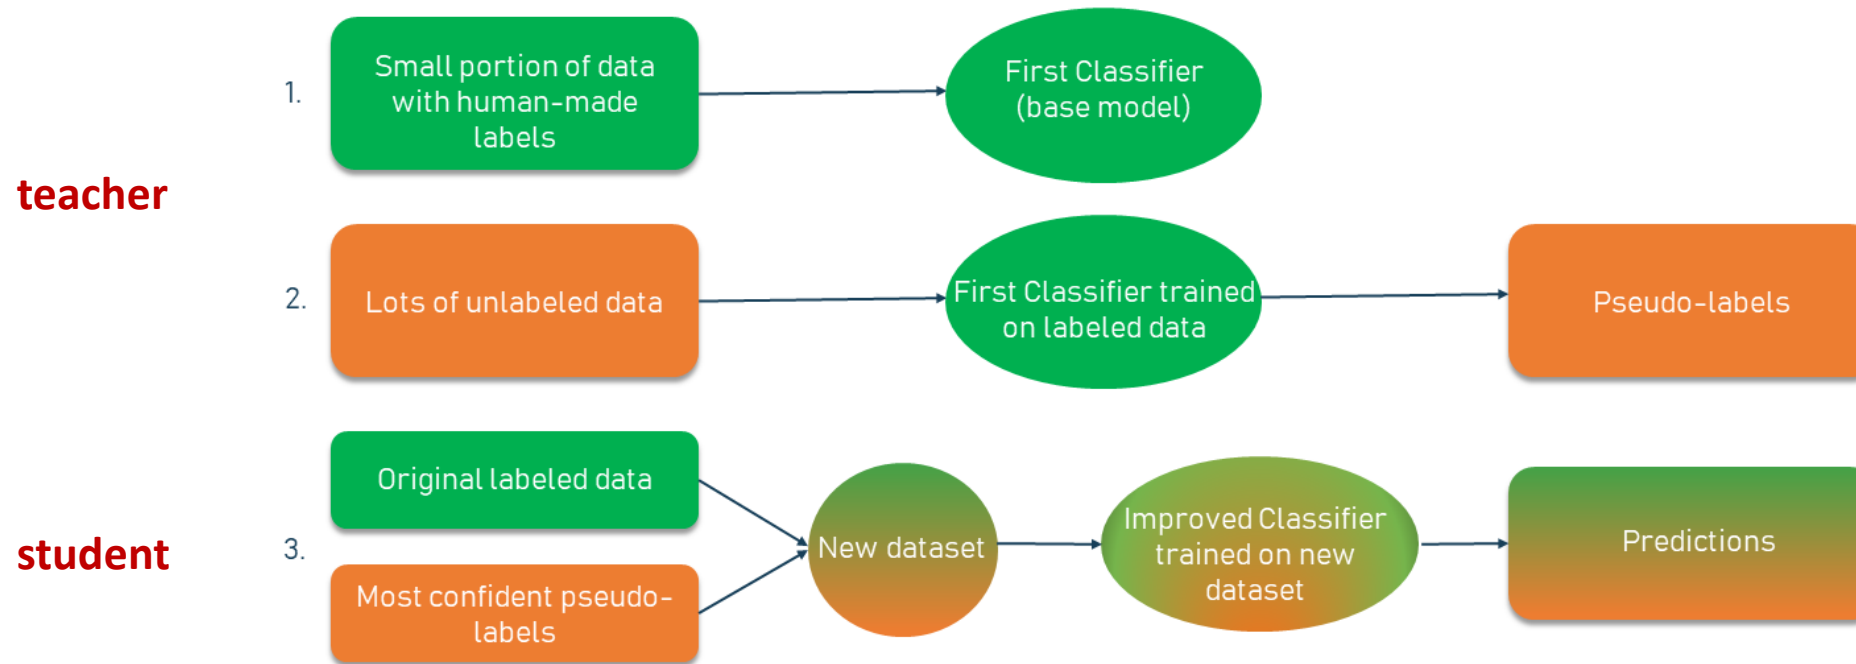 1.
Small portion of data
with human-made
labels
First Classifier
(base model)
teacher
2.
Lots of unlabeled data
First Classifier trained
on labeled data
Pseudo-labels
student
3.
Original labeled data
Most confident pseudo-
labels
New dataset
Improved Classifier
trained on new
dataset
Predictions